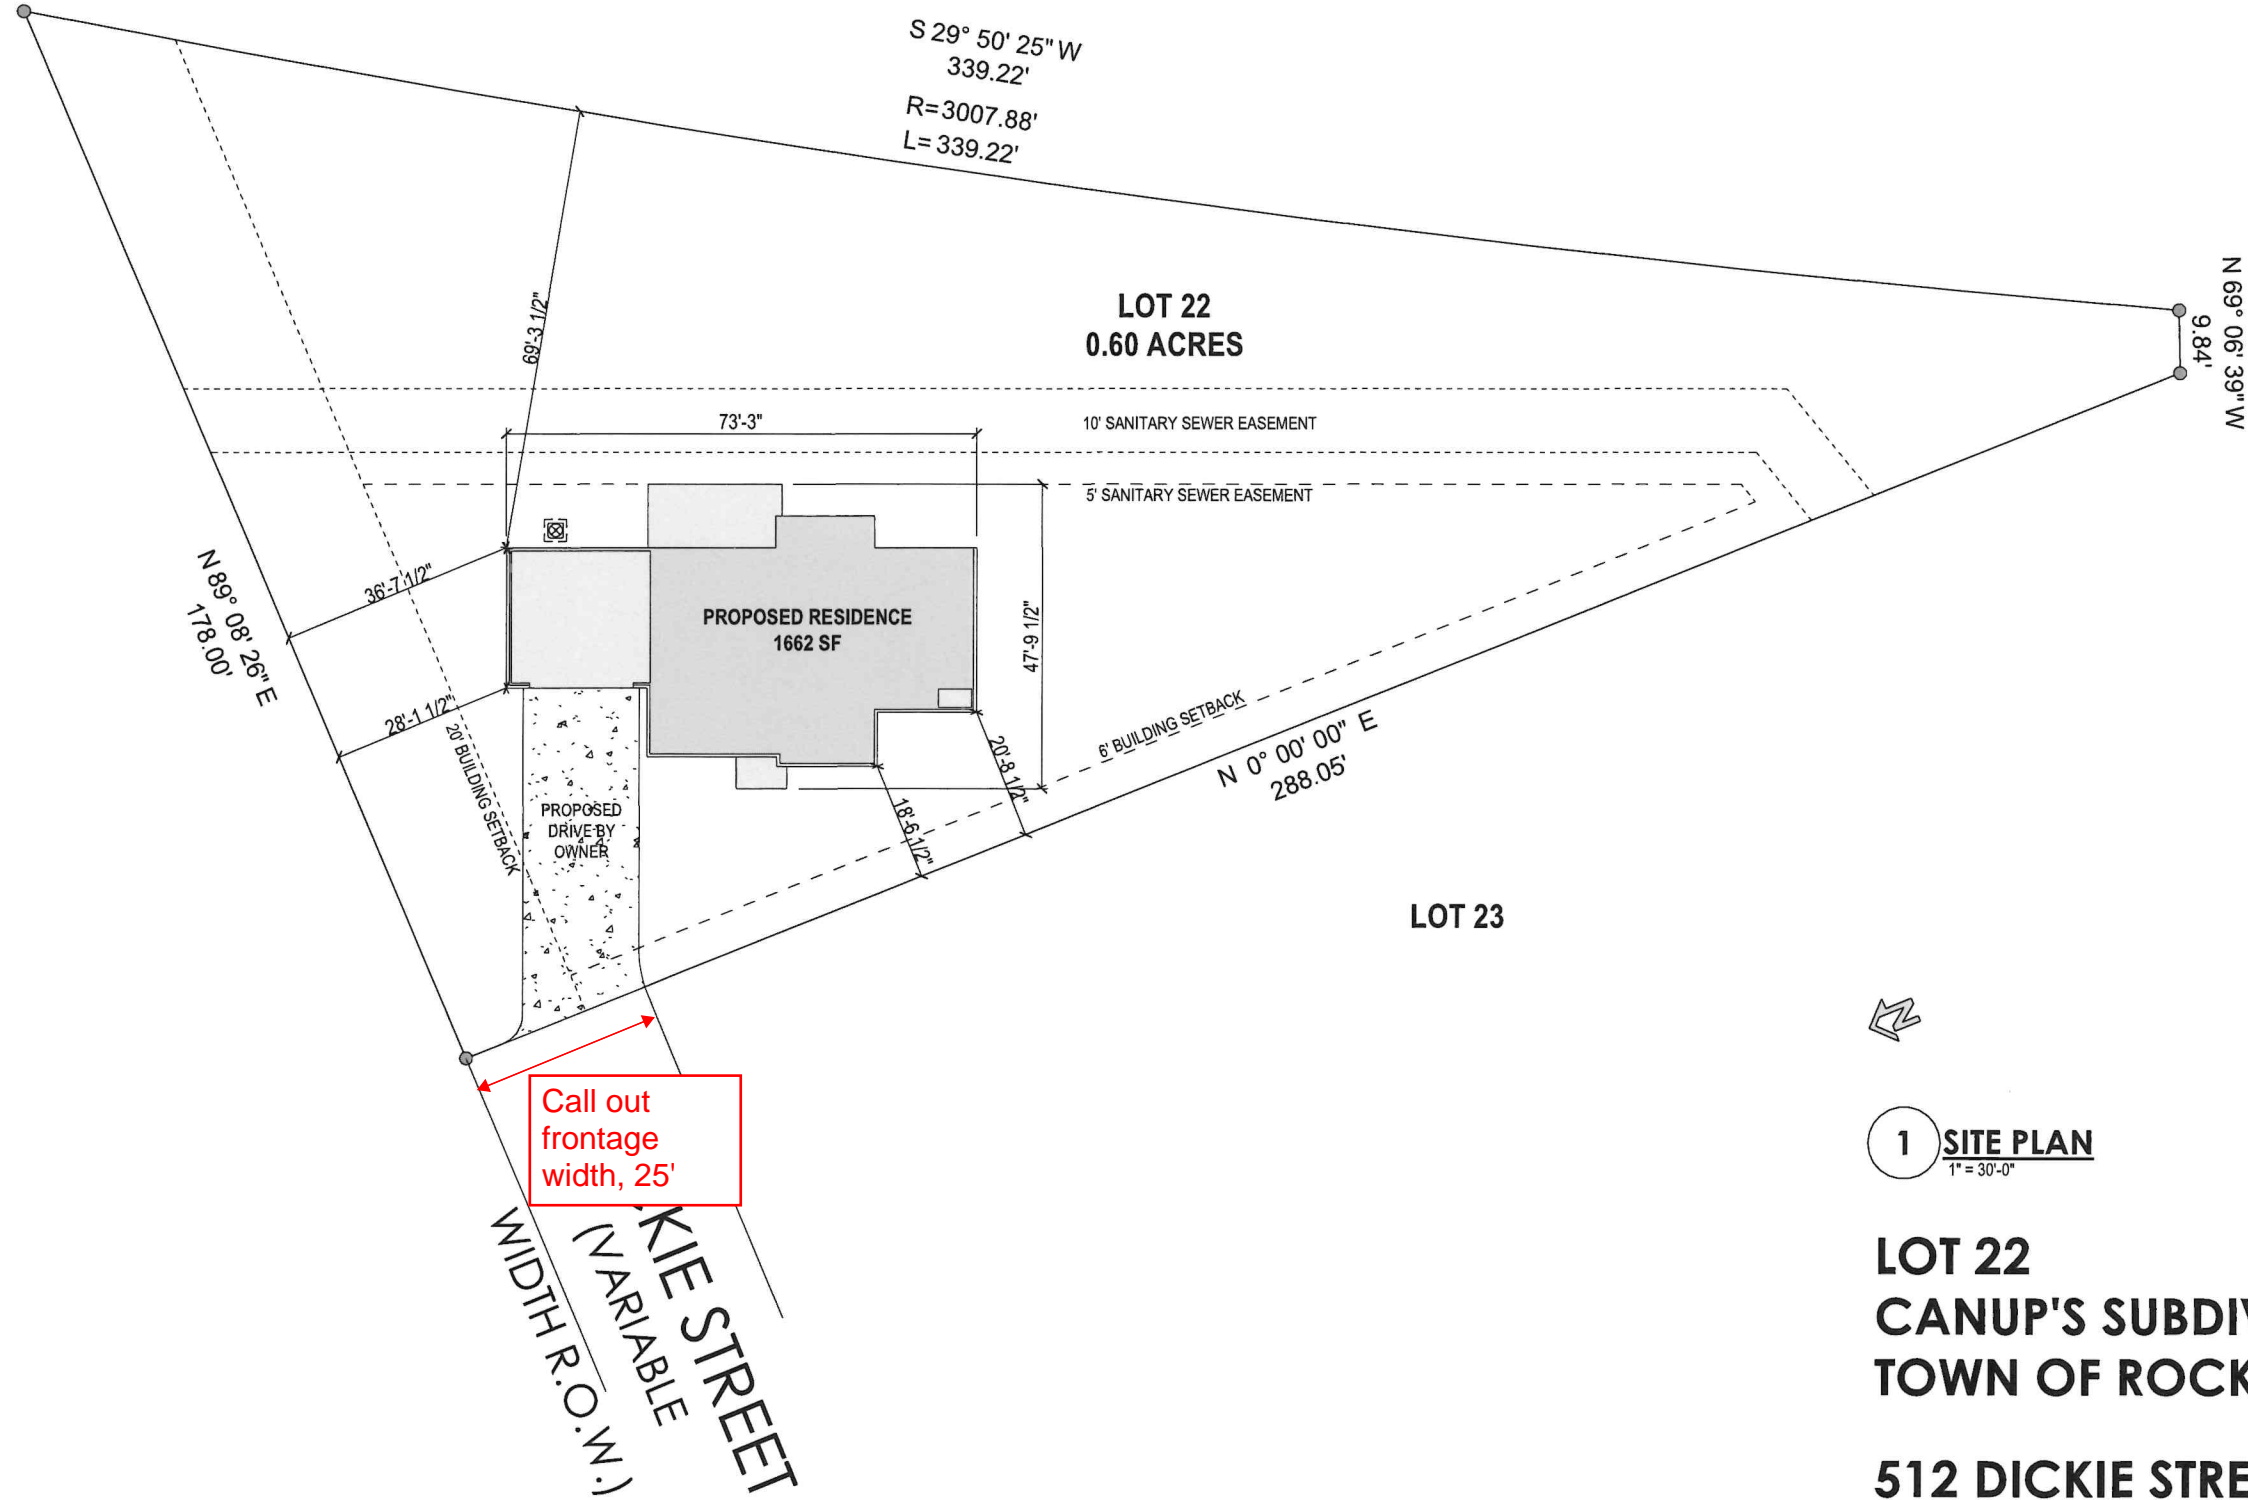 S 29° 50' 25" W
339.22'
R=3007.88'
L= 339.22'
N 69° 06' 39" W
9.84'
LOT 22
0.60 ACRES
69'-3 1/2"
73'-3"
10' SANITARY SEWER EASEMENT
5' SANITARY SEWER EASEMENT
N 89° 08' 26" E
178.00'
36'-7 1/2"
28'-1 1/2"
20' BUILDING SETBACK
PROPOSED RESIDENCE
1662 SF
47'-9 1/2"
PROPOSED
DRIVE BY
OWNER
20'-8 1/2"
18'-6 1/2"
6' BUILDING SETBACK
N 0° 00' 00" E
288.05'
LOT 23
N
Call out
frontage
width, 25'
KIE STREET
(VARIABLE
WIDTH R.O.W.)
1 SITE PLAN
1" = 30'-0"
LOT 22
CANUP'S SUBDIV
TOWN OF ROCK
512 DICKIE STRE